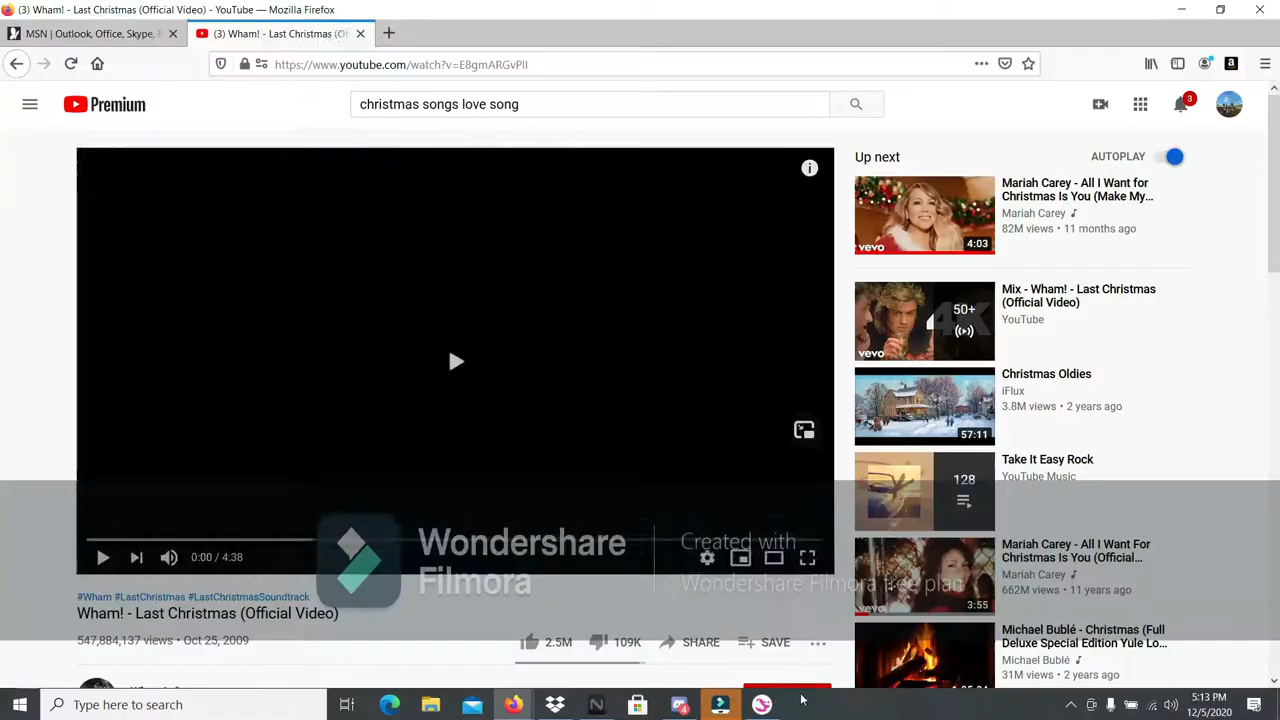 (3) Wham! - Last Christmas (Official Video) - YouTube — Mozilla Firefox
MSN | Outlook, Office, Skype, B
(3) Wham! - Last Christmas (Of
https://www.youtube.com/watch?v=E8gmARGvPlI
Premium
christmas songs love song
3
Up next
AUTOPLAY
Mariah Carey - All I Want for
Christmas Is You (Make My...
Mariah Carey
82M views • 11 months ago
vevo
4:03
Mix - Wham! - Last Christmas
(Official Video)
YouTube
50+
4K
vevo
Christmas Oldies
iFlux
3.8M views • 2 years ago
57:11
Take It Easy Rock
YouTube Music
128
Mariah Carey - All I Want For
Christmas Is You (Official...
Mariah Carey
662M views • 11 years ago
vevo
3:55
Michael Bublé - Christmas (Full
Deluxe Special Edition Yule Lo...
Michael Bublé
31M views • 2 years ago
0:00 / 4:38
Wondershare
Filmora
Created with
Wondershare Filmora free plan
#Wham #LastChristmas #LastChristmasSoundtrack
Wham! - Last Christmas (Official Video)
547,884,137 views • Oct 25, 2009
2.5M
109K
SHARE
SAVE
Type here to search
4
5:13 PM
12/5/2020